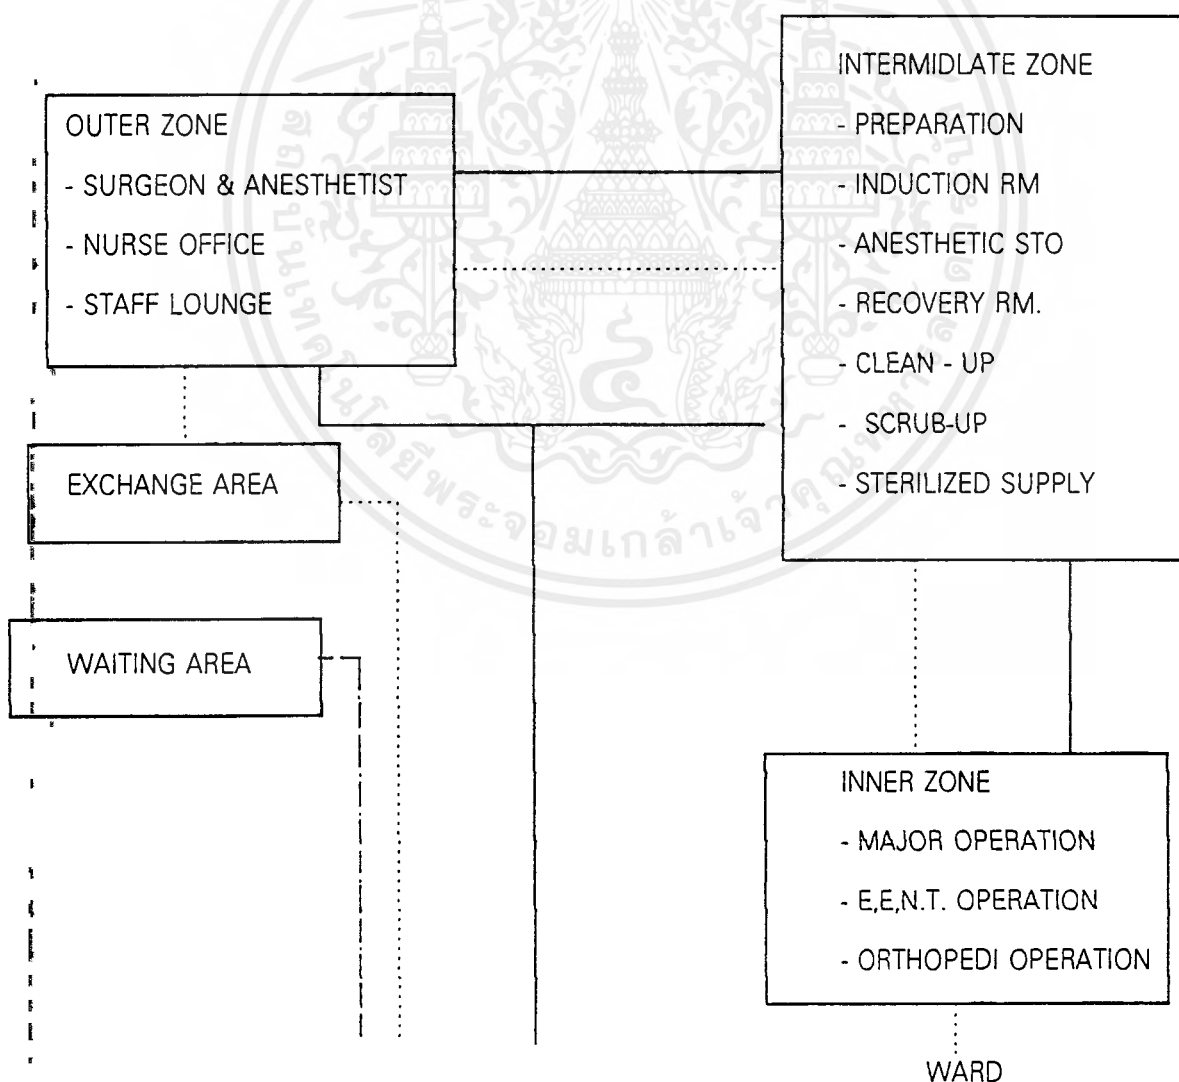 OUTER ZONE
- SURGEON & ANESTHETIST
- NURSE OFFICE
- STAFF LOUNGE
EXCHANGE AREA
WAITING AREA
INTERMIDLATE ZONE
- PREPARATION
- INDUCTION RM
- ANESTHETIC STO
- RECOVERY RM.
- CLEAN - UP
- SCRUB-UP
- STERILIZED SUPPLY
INNER ZONE
- MAJOR OPERATION
- E,E,N.T. OPERATION
- ORTHOPEDI OPERATION
WARD